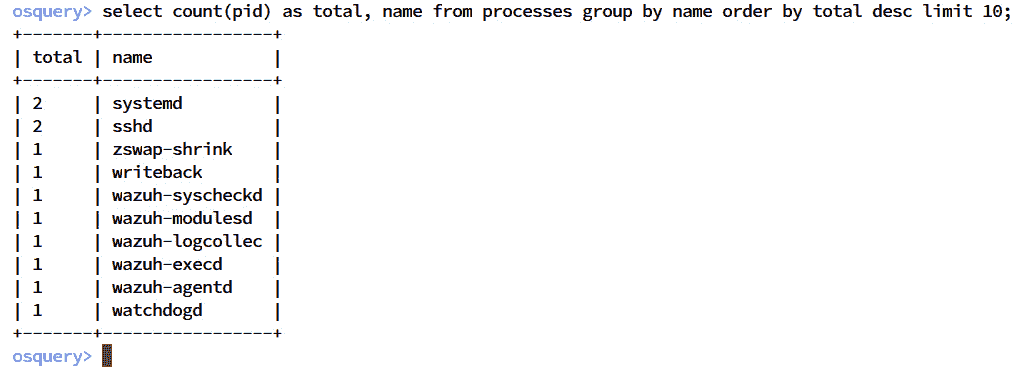 osquery> select count(pid) as total, name from processes group by name order by total desc limit 10;
+-------+-----------------+
| total | name            |
+-------+-----------------+
| 2     | systemd         |
| 2     | sshd            |
| 1     | zswap-shrink    |
| 1     | writeback       |
| 1     | wazuh-syscheckd |
| 1     | wazuh-modulesd  |
| 1     | wazuh-logcollec |
| 1     | wazuh-execd     |
| 1     | wazuh-agentd    |
| 1     | watchdogd       |
+-------+-----------------+
osquery>